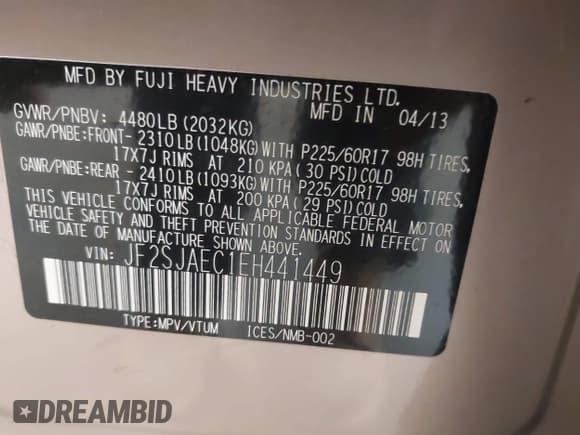 MFD BY FUJI HEAVY INDUSTRIES LTD.
MFD IN 04/13
GVWR/PNBV: 4480LB(2032KG)
GAWR/PNBE:FRONT- 2310LB(1048KG)WITH P225/60R17 98H TIRES,
17X7J RIMS AT 210 KPA( 30 PSI)COLD
GAWR/PNBE:REAR - 2410LB(1093KG)WITH P225/60R17 98H TIRES,
17X7J RIMS AT 200 KPA( 29 PSI)COLD
THIS VEHICLE CONFORMS TO ALL APPLICABLE FEDERAL MOTOR
VEHICLE SAFETY AND THEFT PREVENTION STANDARDS IN EFFECT
ON THE DATE OF MANUFACTURE SHOWN ABOVE.
VIN: JF2SJAEC1EH441449
TYPE:MPV/VTUM ICES/NMB-002
DREAMBID